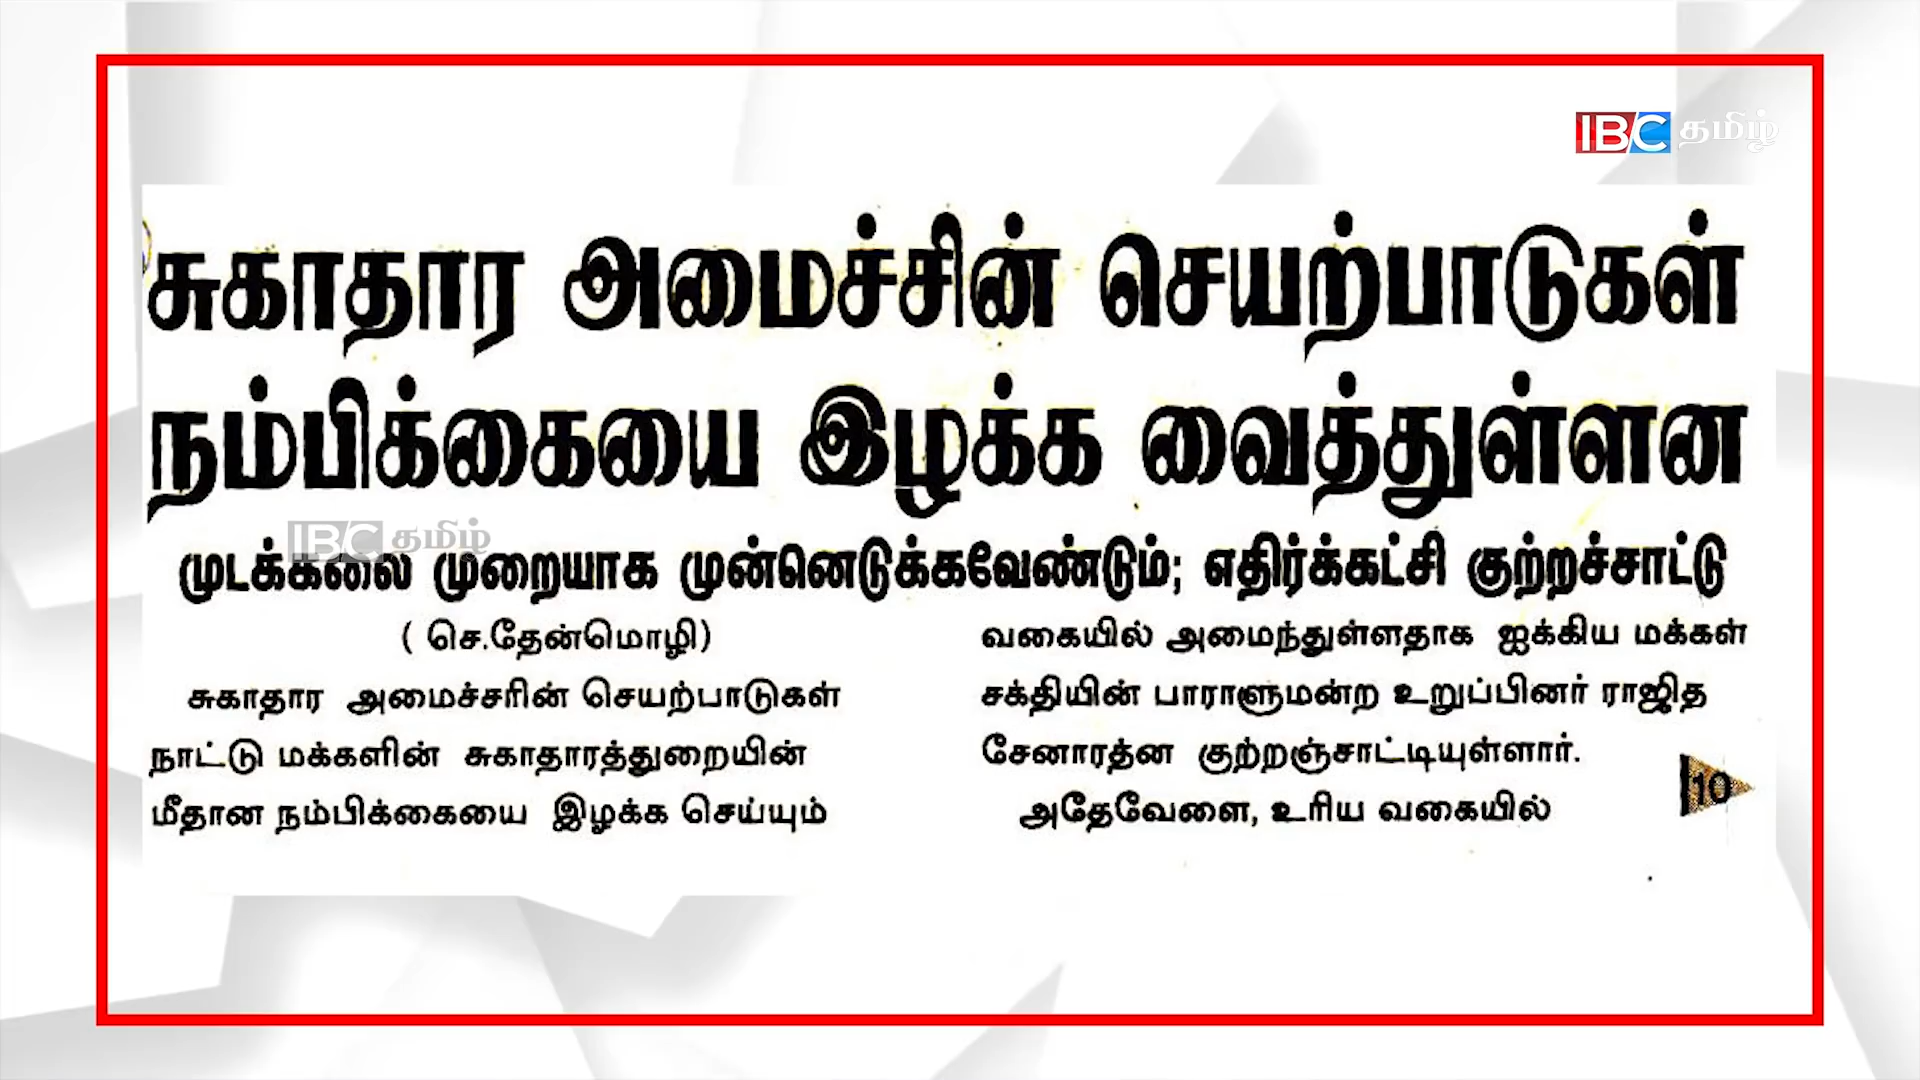 IBC தமிழ்
சுகாதார அமைச்சின் செயற்பாடுகள்
நம்பிக்கையை இழக்க வைத்துள்ளன
IBC தமிழ்
முடக்கலை முறையாக முன்னெடுக்கவேண்டும்; எதிர்க்கட்சி குற்றச்சாட்டு
( செ.தேன்மொழி)
சுகாதார அமைச்சரின் செயற்பாடுகள்
நாட்டு மக்களின் சுகாதாரத்துறையின்
மீதான நம்பிக்கையை இழக்க செய்யும்
வகையில் அமைந்துள்ளதாக ஐக்கிய மக்கள்
சக்தியின் பாராளுமன்ற உறுப்பினர் ராஜித
சேனாரத்ன குற்றஞ்சாட்டியுள்ளார்.
அதேவேளை, உரிய வகையில்
10